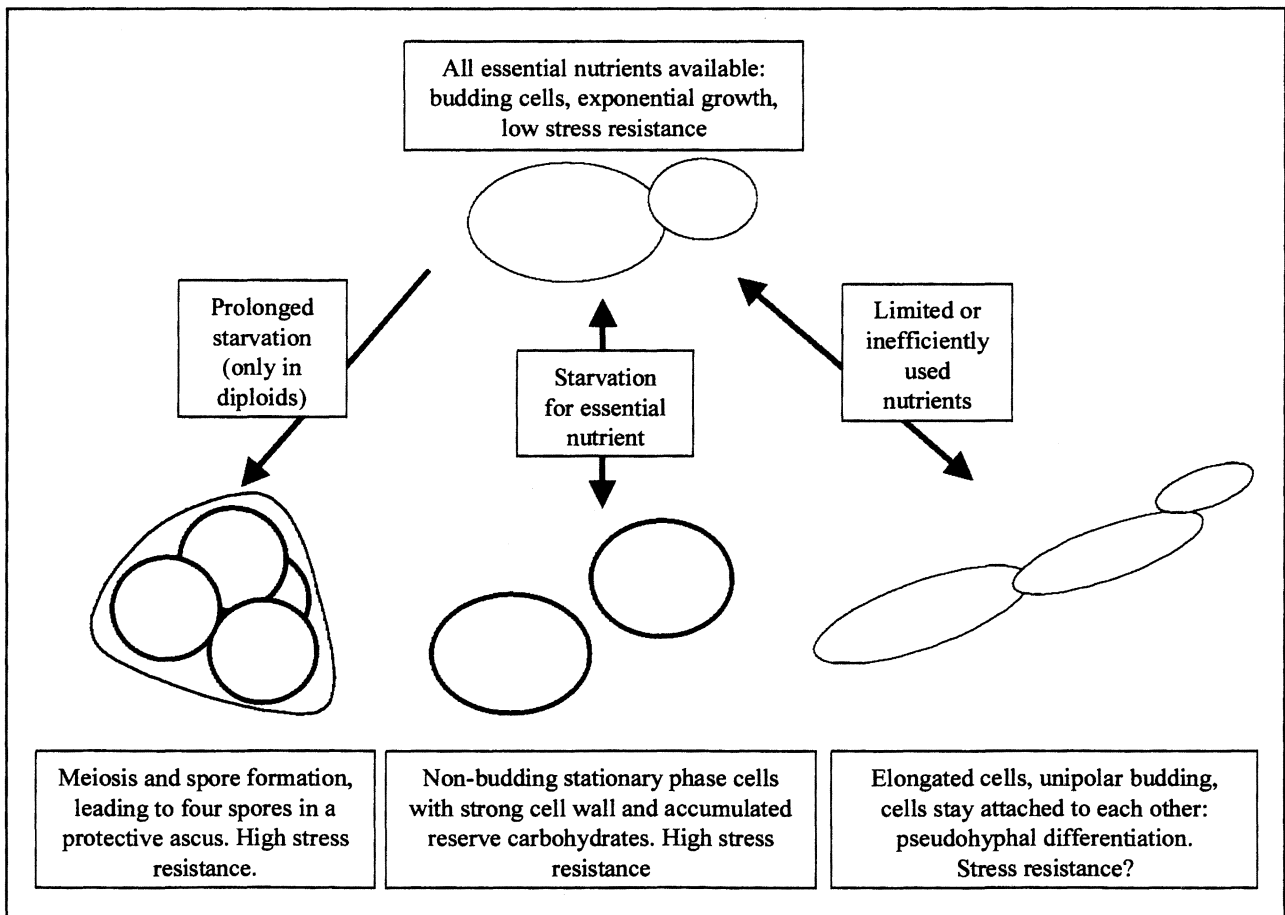 All essential nutrients available:
budding cells, exponential growth,
low stress resistance
Prolonged
starvation
(only in
diploids)
Starvation
for essential
nutrient
Limited or
inefficiently
used
nutrients
Meiosis and spore formation,
leading to four spores in a
protective ascus. High stress
resistance.
Non-budding stationary phase cells
with strong cell wall and accumulated
reserve carbohydrates. High stress
resistance
Elongated cells, unipolar budding,
cells stay attached to each other:
pseudohyphal differentiation.
Stress resistance?